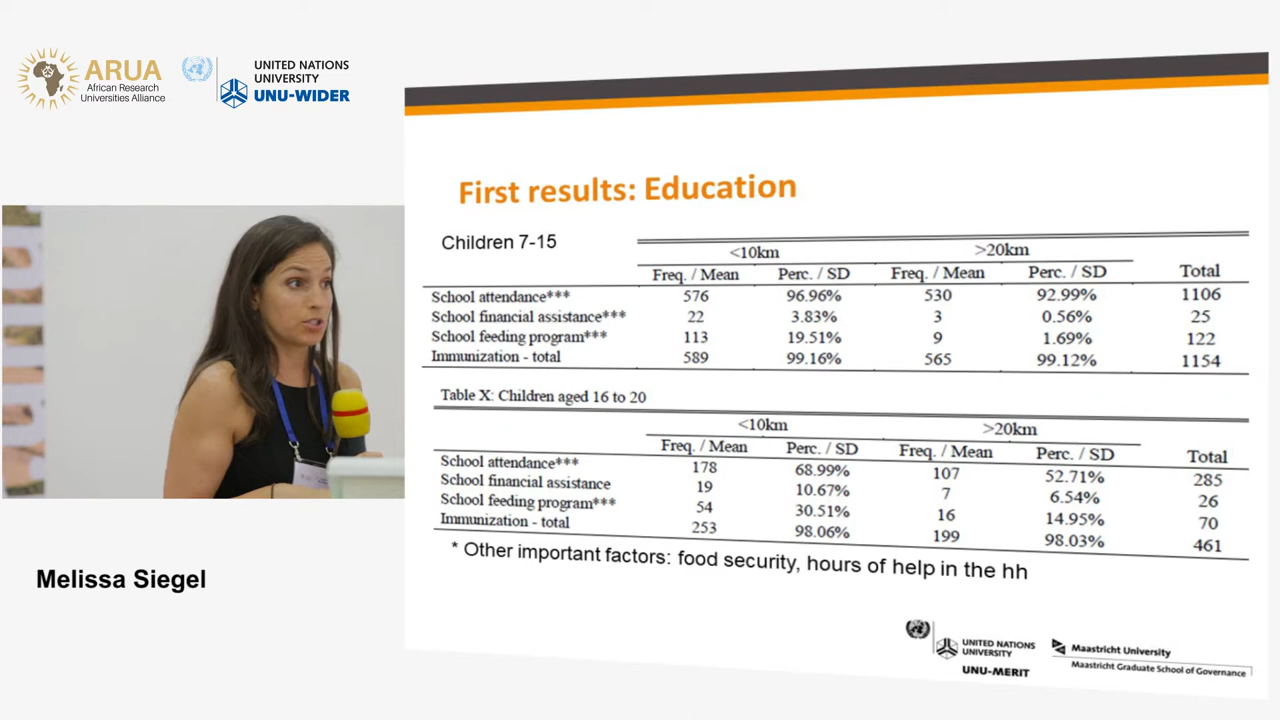 ARUA
African Research
Universities Alliance
UNITED NATIONS
UNIVERSITY
UNU-WIDER
First results: Education
Children 7-15
<10km >20km
Freq. / Mean Perc. / SD Freq. / Mean Perc. / SD Total
School attendance*** 576 96.96% 530 92.99% 1106
School financial assistance*** 22 3.83% 3 0.56% 25
School feeding program*** 113 19.51% 9 1.69% 122
Immunization - total 589 99.16% 565 99.12% 1154
Table X: Children aged 16 to 20
<10km >20km
Freq. / Mean Perc. / SD Freq. / Mean Perc. / SD Total
School attendance*** 178 68.99% 107 52.71% 285
School financial assistance 19 10.67% 7 6.54% 26
School feeding program*** 54 30.51% 16 14.95% 70
Immunization - total 253 98.06% 199 98.03% 461
* Other important factors: food security, hours of help in the hh
Melissa Siegel
UNITED NATIONS
UNIVERSITY
UNU-MERIT
Maastricht University
Maastricht Graduate School of Governance